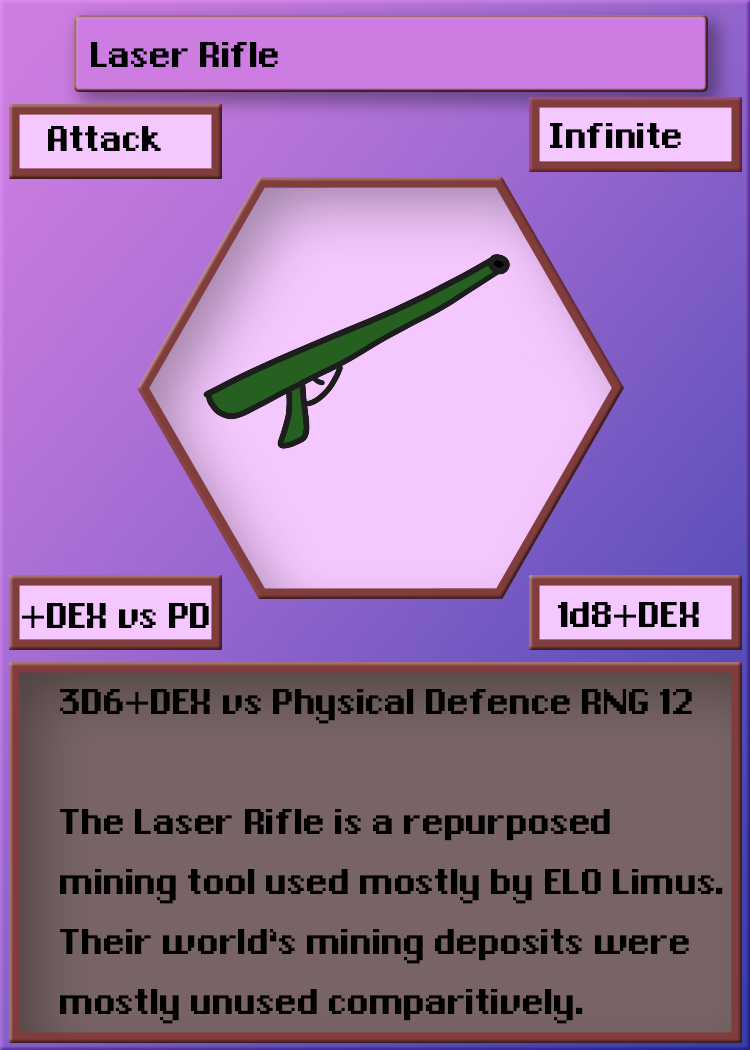 Laser Rifle
Attack
Infinite
+DEX vs PD
1d8+DEX
3D6+DEX vs Physical Defence RNG 12
The Laser Rifle is a repurposed
mining tool used mostly by ELO Limus.
Their world's mining deposits were
mostly unused comparitively.